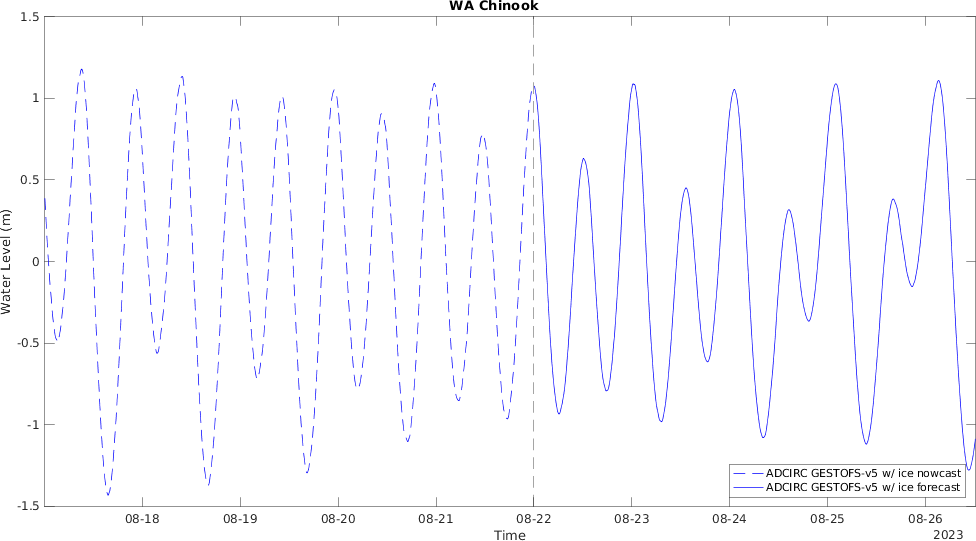 WA Chinook
1.5
1
0.5
0
-0.5
-1
-1.5
Water Level (m)
ADCIRC GESTOFS-v5 w/ ice nowcast
ADCIRC GESTOFS-v5 w/ ice forecast
08-18 08-19 08-20 08-21 08-22 08-23 08-24 08-25 08-26
Time
2023